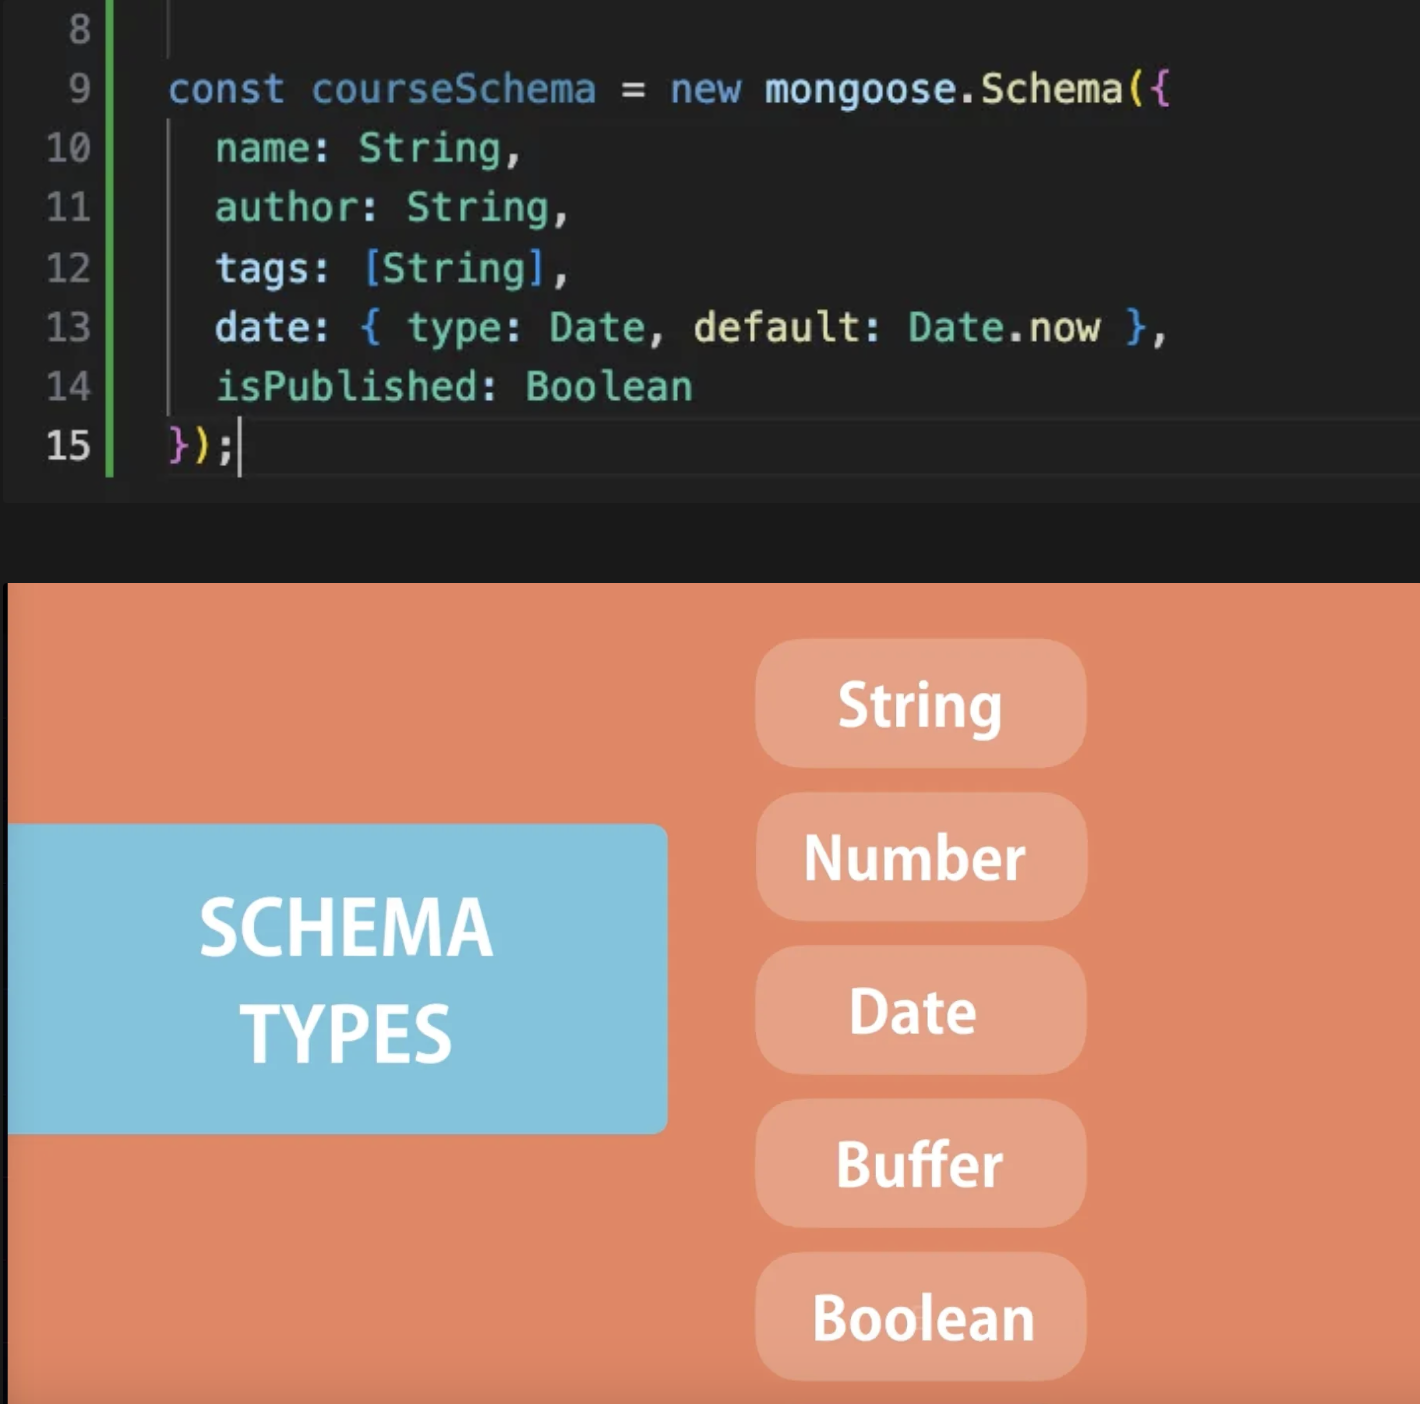 8
9 const courseSchema = new mongoose.Schema({
10 name: String,
11 author: String,
12 tags: [String],
13 date: { type: Date, default: Date.now },
14 isPublished: Boolean
15 });
SCHEMA
TYPES
String
Number
Date
Buffer
Boolean